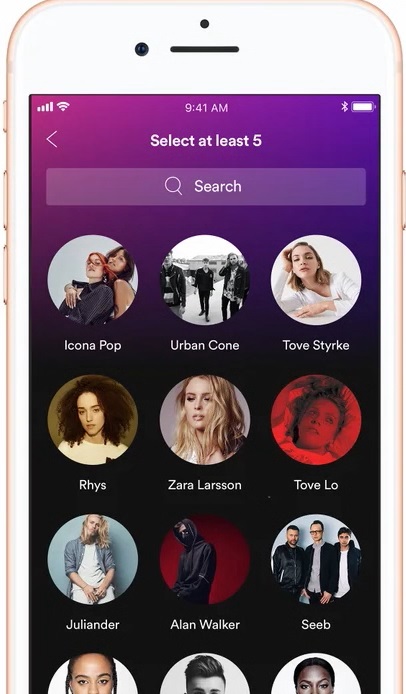 9:41 AM
Select at least 5
Search
Icona Pop
Urban Cone
Tove Styrke
Rhys
Zara Larsson
Tove Lo
Juliander
Alan Walker
Seeb